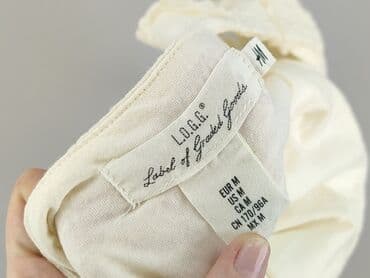 H&M
L.O.G.G.®
Label of Graded Goods
EUR M
US M
CA M
CN 170/96A
MX M